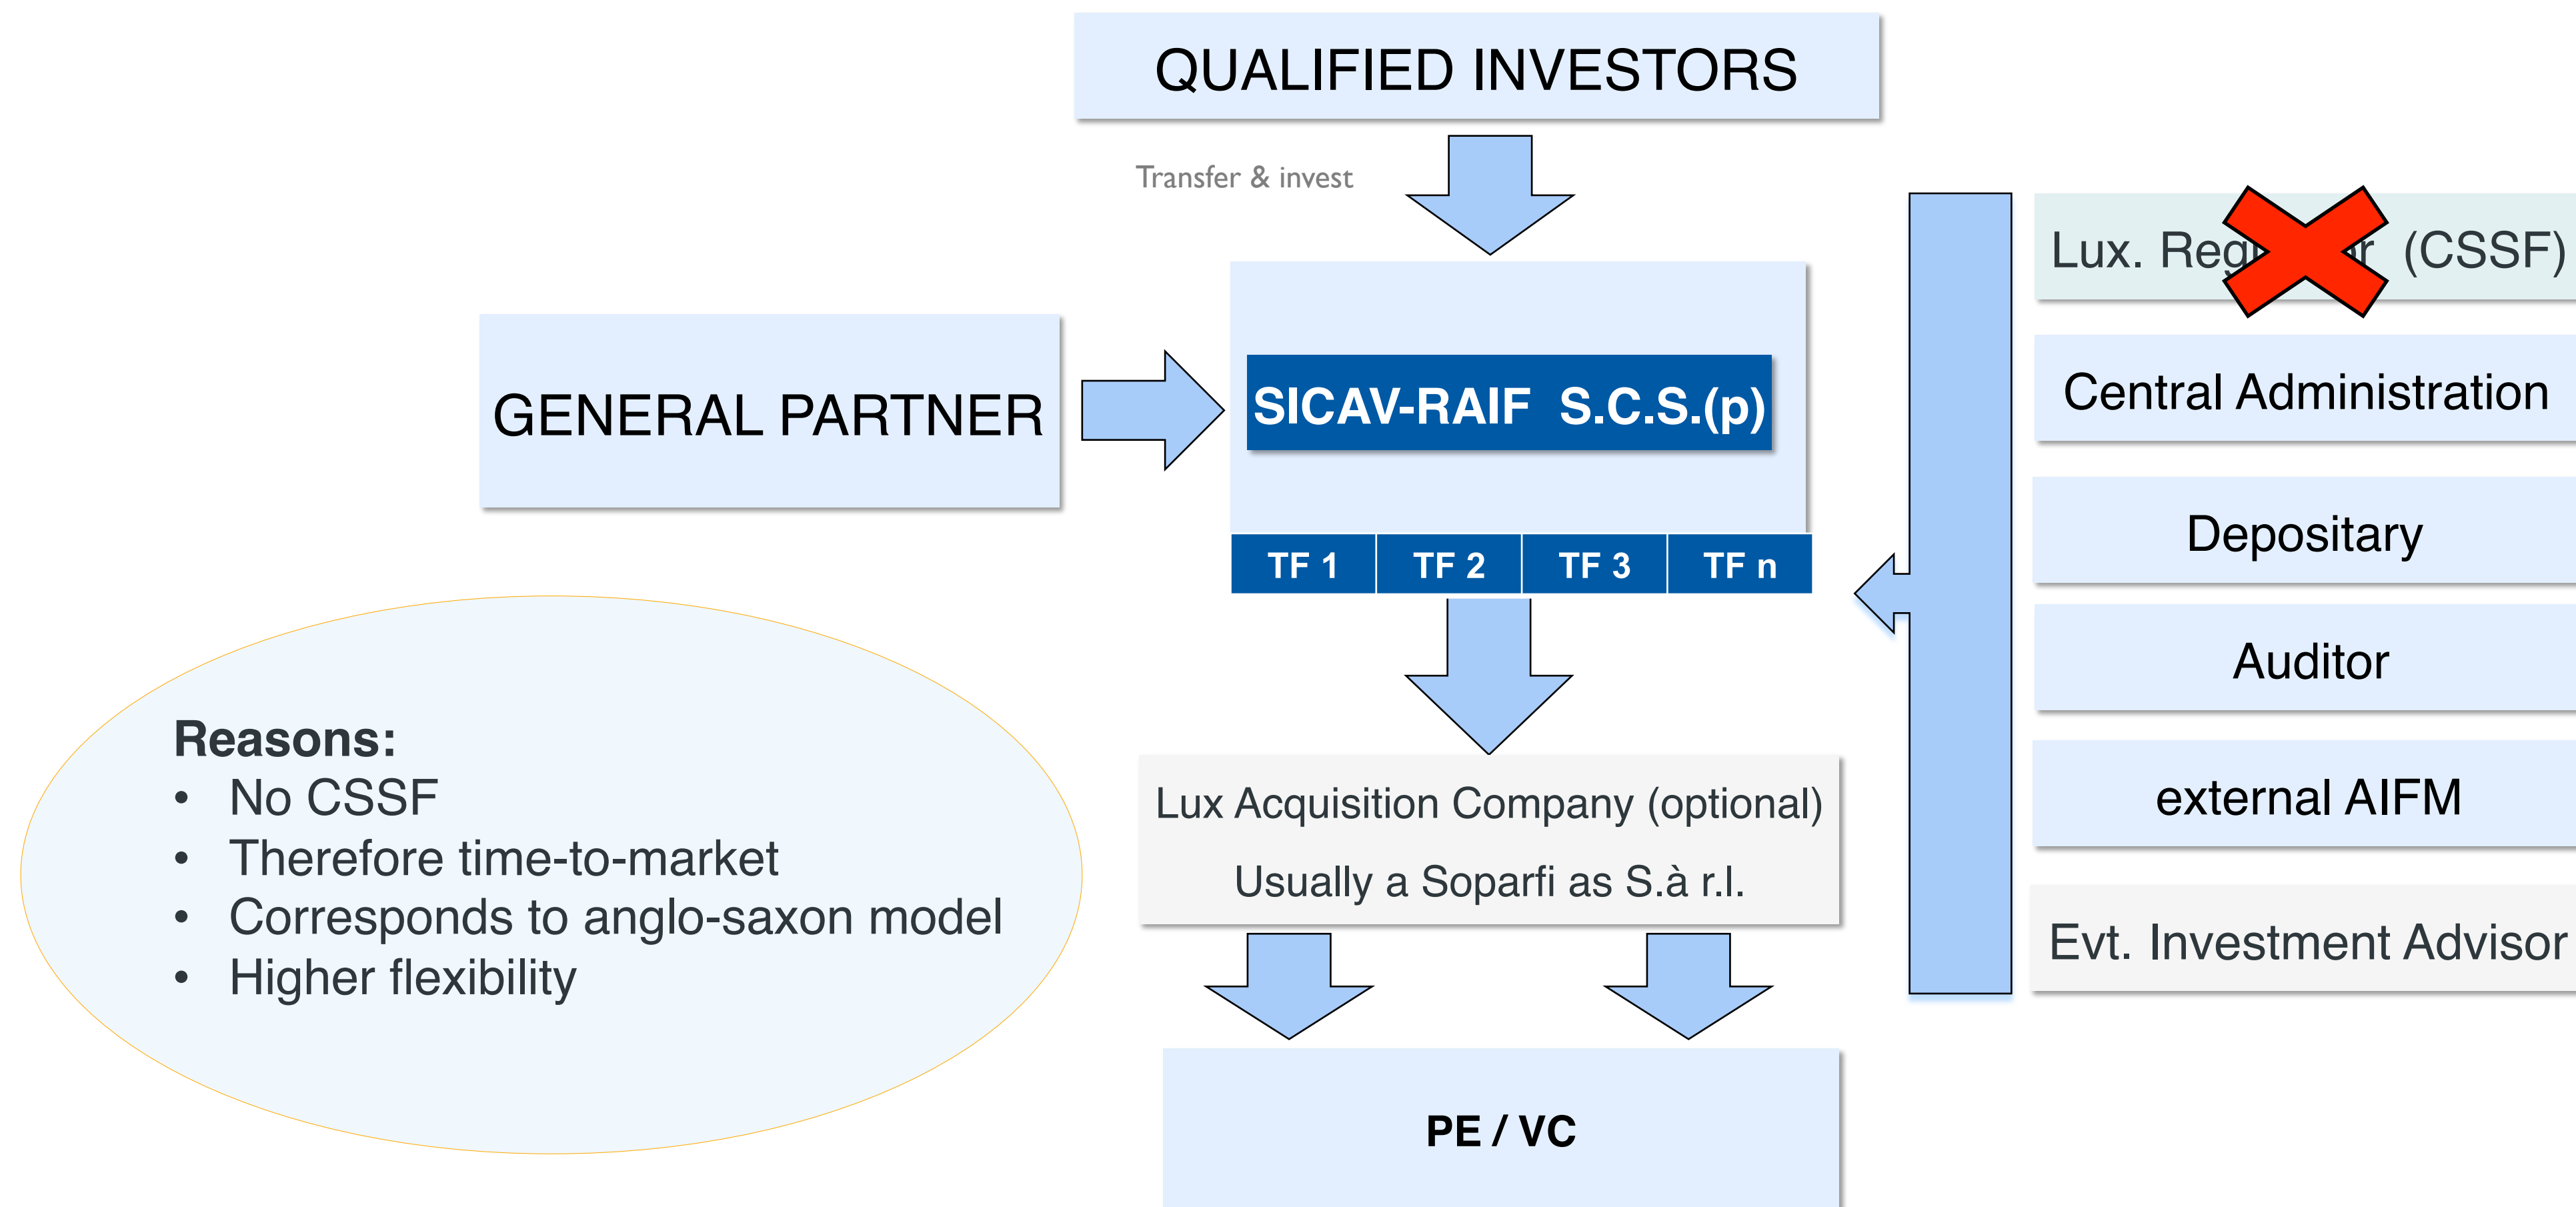 QUALIFIED INVESTORS
Transfer & invest
GENERAL PARTNER
SICAV-RAIF S.C.S.(p)
TF 1 TF 2 TF 3 TF n
Lux. (CSSF)
Central Administration
Depositary
Auditor
external AIFM
Evt. Investment Advisor
Reasons:
• No CSSF
• Therefore time-to-market
• Corresponds to anglo-saxon model
• Higher flexibility
Lux Acquisition Company (optional)
Usually a Soparfi as S.à r.l.
PE / VC